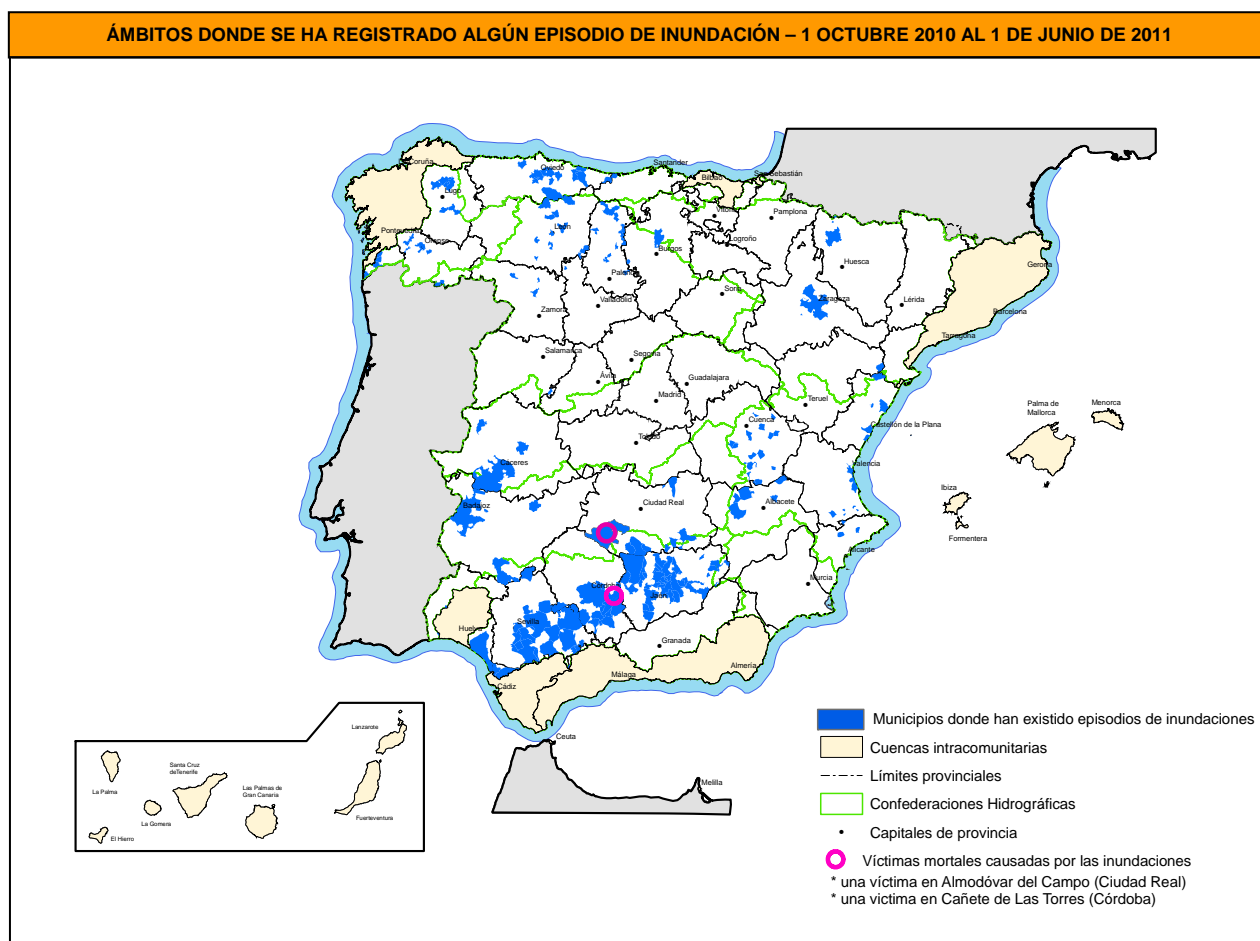 ÁMBITOS DONDE SE HA REGISTRADO ALGÚN EPISODIO DE INUNDACIÓN – 1 OCTUBRE 2010 AL 1 DE JUNIO DE 2011
Coruña
Lugo
Oviedo
Santander
Bilbao
San Sebastián
Vitoria
Pamplona
Pontevedra
Orense
León
Burgos
Logroño
Huesca
Gerona
Palencia
Zamora
Valladolid
Soria
Zaragoza
Lérida
Barcelona
Tarragona
Salamanca
Segovia
Ávila
Guadalajara
Madrid
Teruel
Palma de
Mallorca
Menorca
Cuenca
Toledo
Castellón de la Plana
Cáceres
Valencia
Ibiza
Badajoz
Ciudad Real
Albacete
Formentera
Alicante
Córdoba
Jaén
Murcia
Huelva
Sevilla
Granada
Almería
Málaga
Cádiz
Ceuta
Melilla
Lanzarote
Santa Cruz
deTenerife
La Palma
Las Palmas de
Gran Canaria
La Gomera
Fuerteventura
El Hierro
Municipios donde han existido episodios de inundaciones
Cuencas intracomunitarias
Límites provinciales
Confederaciones Hidrográficas
Capitales de provincia
Víctimas mortales causadas por las inundaciones
* una víctima en Almodóvar del Campo (Ciudad Real)
* una victima en Cañete de Las Torres (Córdoba)